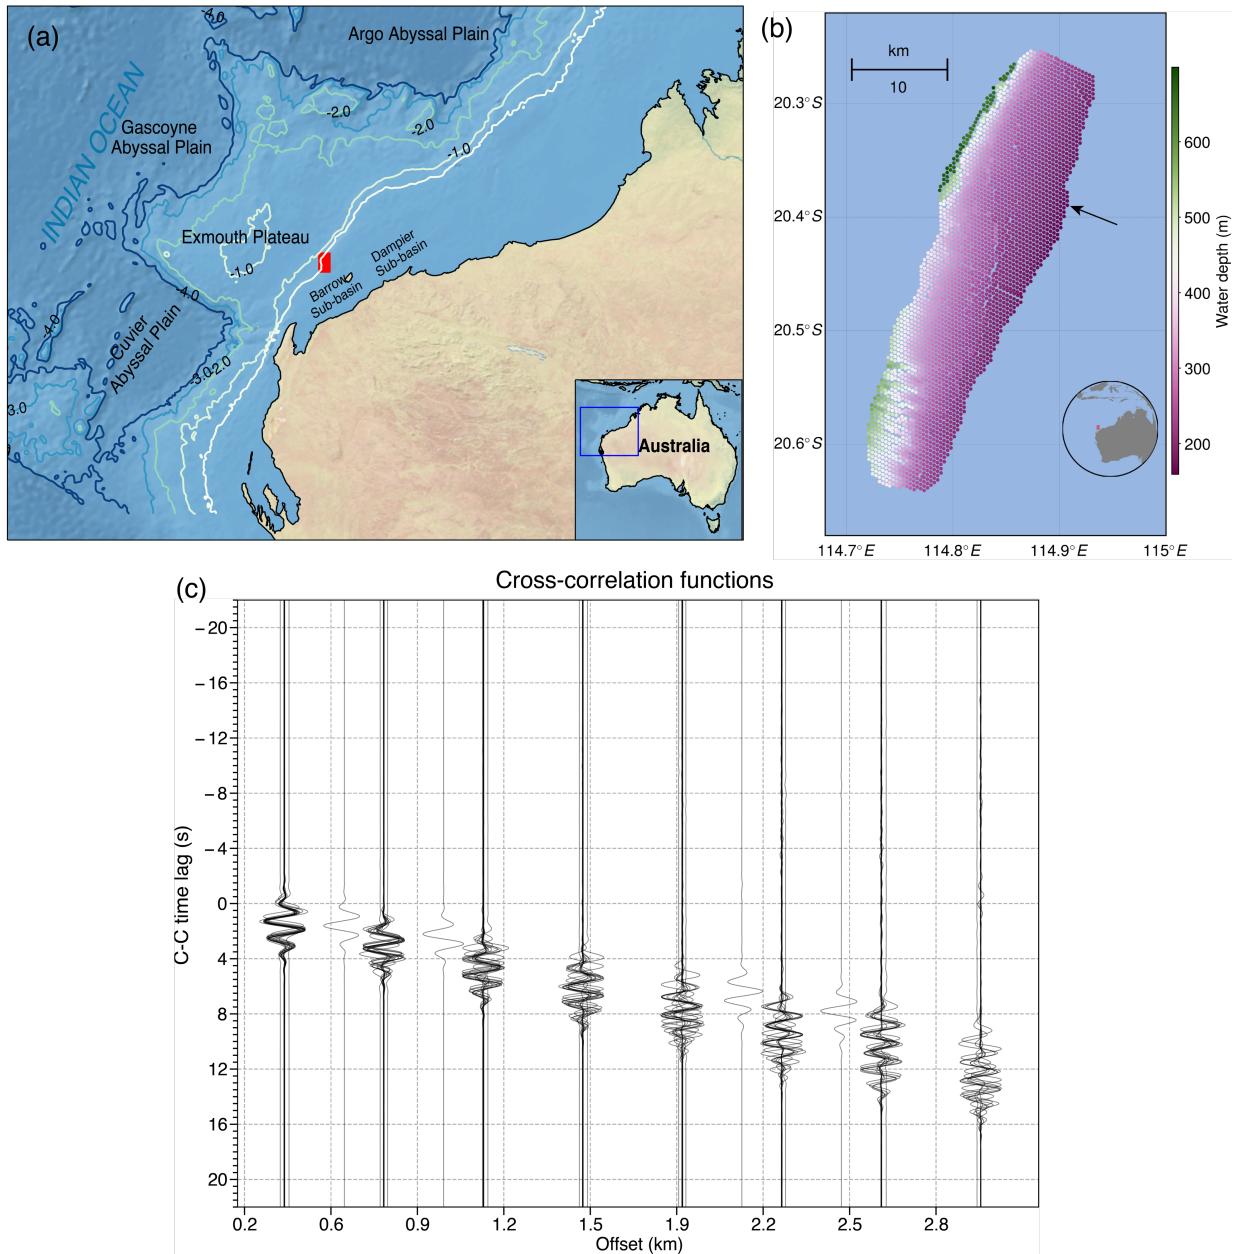 (a)
-4.0
Argo Abyssal Plain
INDIAN OCEAN
-2.0
-2.0
Gascoyne
Abyssal Plain
-1.0
Exmouth Plateau
-1.0
Dampier
Sub-basin
Barrow
Sub-basin
-4.0
-4.0
Cuvier
Abyssal Plain
-3.0
-2.0
3.0
Australia
(b)
km
10
20.3°S
20.4°S
20.5°S
20.6°S
114.7°E
114.8°E
114.9°E
115°E
600
500
400
300
200
Water depth (m)
(c)
Cross-correlation functions
−20
−16
−12
−8
−4
0
4
8
12
16
20
C-C time lag (s)
0.2
0.6
0.9
1.2
1.5
1.9
2.2
2.5
2.8
Offset (km)